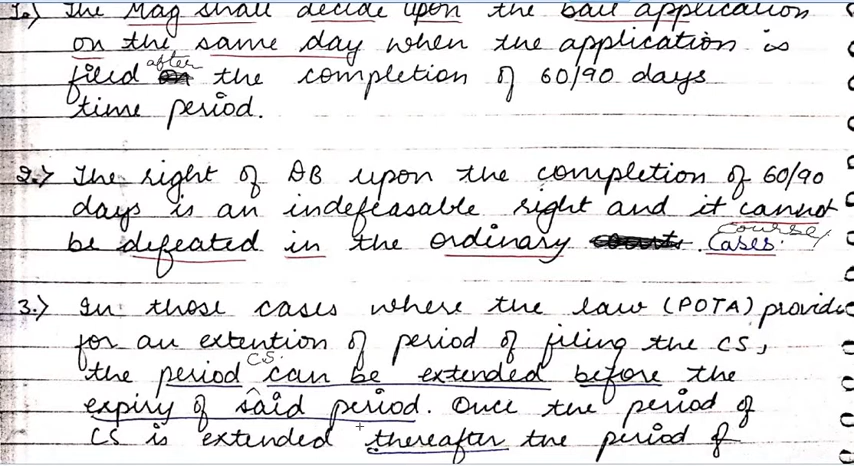 1.) The Mag shall decide upon the bail application
on the same day when the application is
filed after the completion of 60/90 days
time period.
2.) The right of DB upon the completion of 60/90
days is an indefeasable right and it cannot
be defeated in the ordinary course/ cases.
3.) In those cases where the law (POTA) provide
for an extention of period of filing the CS,
the period CS can be extended before the
expiry of said period. Once the period of
CS is extended thereafter the period of